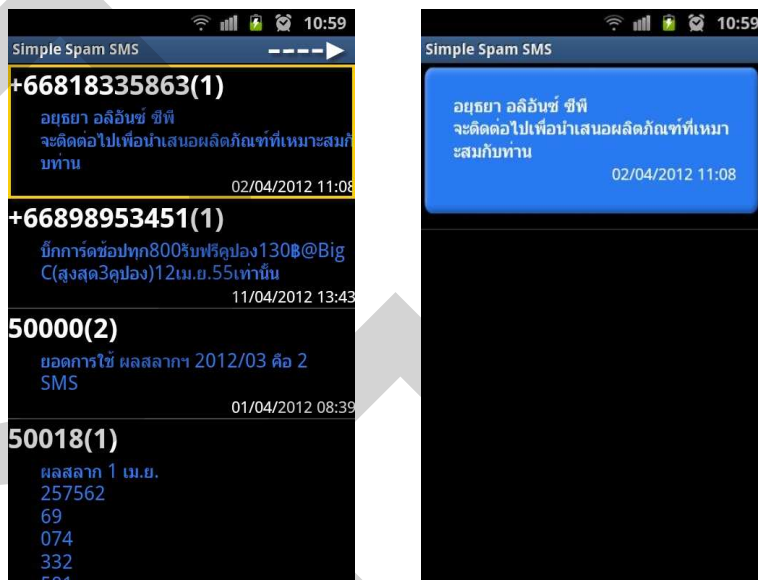 10:59
Simple Spam SMS
+66818335863(1)
อยุธยา อลิอันซ์ ซีพี
จะติดต่อไปเพื่อนำเสนอผลิตภัณฑ์ที่เหมาะสมกั
บท่าน
02/04/2012 11:08
+66898953451(1)
บิ๊กการ์ดช้อปทุก800รับฟรีคูปอง130฿@Big
C(สูงสุด3คูปอง)12เม.ย.55เท่านั้น
11/04/2012 13:43
50000(2)
ยอดการใช้ ผลสลากฯ 2012/03 คือ 2
SMS
01/04/2012 08:39
50018(1)
ผลสลาก 1 เม.ย.
257562
69
074
332
10:59
Simple Spam SMS
อยุธยา อลิอันซ์ ซีพี
จะติดต่อไปเพื่อนำเสนอผลิตภัณฑ์ที่เหมา
ะสมกับท่าน
02/04/2012 11:08